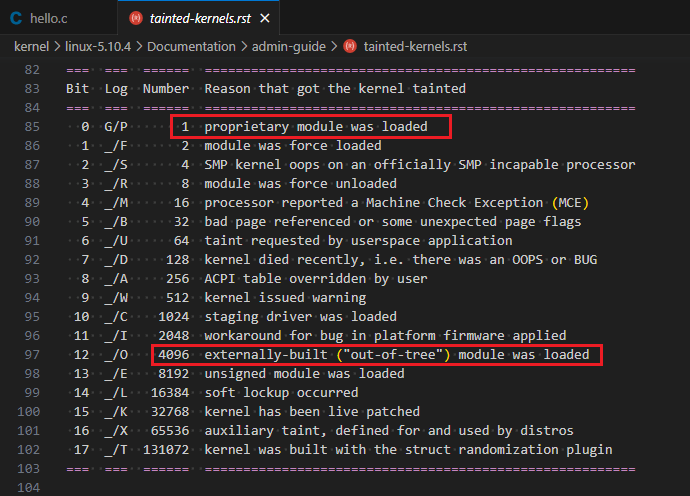 hello.c tainted-kernels.rst ×
kernel > linux-5.10.4 > Documentation > admin-guide > tainted-kernels.rst
82 === ··· === ·· ====== ·· ========================================================
83 Bit··Log··Number··Reason·that·got·the·kernel·tainted
84 === ··· === ·· ====== ·· ========================================================
85 ··0··G/P·······1··proprietary·module·was·loaded
86 ··1··_/F·······2··module·was·force·loaded
87 ··2··_/S·······4··SMP·kernel·oops·on·an·officially·SMP·incapable·processor
88 ··3··_/R·······8··module·was·force·unloaded
89 ··4··_/M······16··processor·reported·a·Machine·Check·Exception·(MCE)
90 ··5··_/B······32··bad·page·referenced·or·some·unexpected·page·flags
91 ··6··_/U······64··taint·requested·by·userspace·application
92 ··7··_/D·····128··kernel·died·recently,·i.e.·there·was·an·OOPS·or·BUG
93 ··8··_/A·····256··ACPI·table·overridden·by·user
94 ··9··_/W·····512··kernel·issued·warning
95 ·10··_/C····1024··staging·driver·was·loaded
96 ·11··_/I····2048··workaround·for·bug·in·platform·firmware·applied
97 ·12··_/O····4096··externally-built·("out-of-tree")·module·was·loaded
98 ·13··_/E····8192··unsigned·module·was·loaded
99 ·14··_/L···16384··soft·lockup·occurred
100 ·15··_/K···32768··kernel·has·been·live·patched
101 ·16··_/X···65536··auxiliary·taint,·defined·for·and·used·by·distros
102 ·17··_/T··131072··kernel·was·built·with·the·struct·randomization·plugin
103 === ··· === ·· ====== ·· ========================================================
104